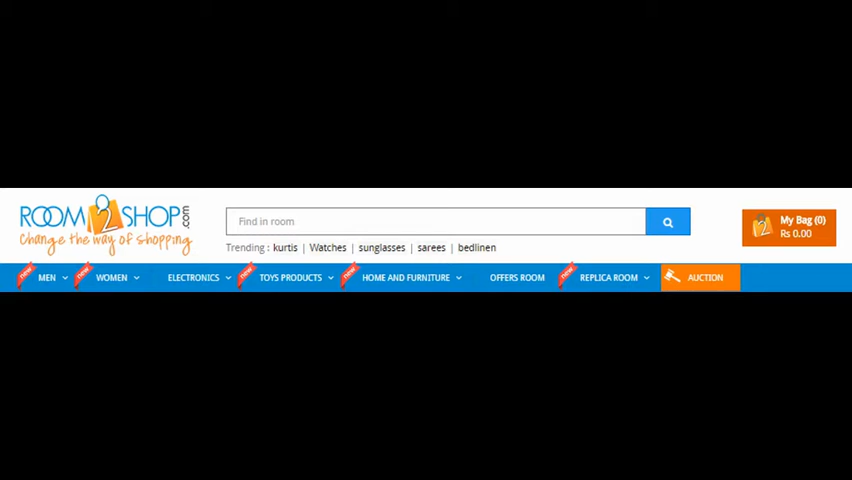 ROOM2SHOP.com
Change the way of shopping
Find in room
Trending : kurtis | Watches | sunglasses | sarees | bedlinen
2 My Bag (0)
Rs 0.00
new MEN new WOMEN ELECTRONICS new TOYS PRODUCTS new HOME AND FURNITURE OFFERS ROOM new REPLICA ROOM AUCTION